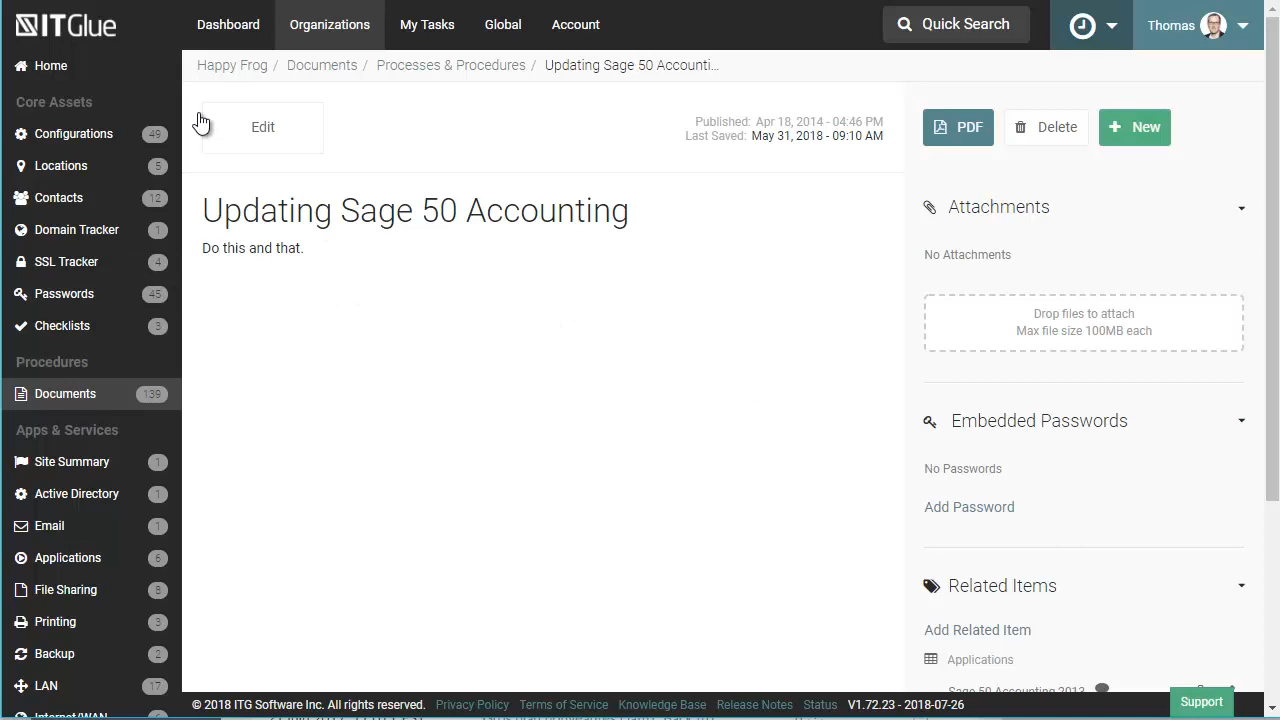 ITGlue
Dashboard
Organizations
My Tasks
Global
Account
Quick Search
Thomas
Home
Happy Frog / Documents / Processes & Procedures / Updating Sage 50 Accounti...
Core Assets
Configurations 49
Locations 5
Contacts 12
Domain Tracker 1
SSL Tracker 4
Passwords 45
Checklists 3
Procedures
Documents 139
Apps & Services
Site Summary 1
Active Directory 1
Email 1
Applications 6
File Sharing 8
Printing 3
Backup 2
LAN 17
Internet/WAN
Edit
Published: Apr 18, 2014 - 04:46 PM
Last Saved: May 31, 2018 - 09:10 AM
Updating Sage 50 Accounting
Do this and that.
PDF
Delete
New
Attachments
No Attachments
Drop files to attach
Max file size 100MB each
Embedded Passwords
No Passwords
Add Password
Related Items
Add Related Item
Applications
Sage 50 Accounting 2013
© 2018 ITG Software Inc. All rights reserved. Privacy Policy Terms of Service Knowledge Base Release Notes Status V1.72.23 - 2018-07-26
Support